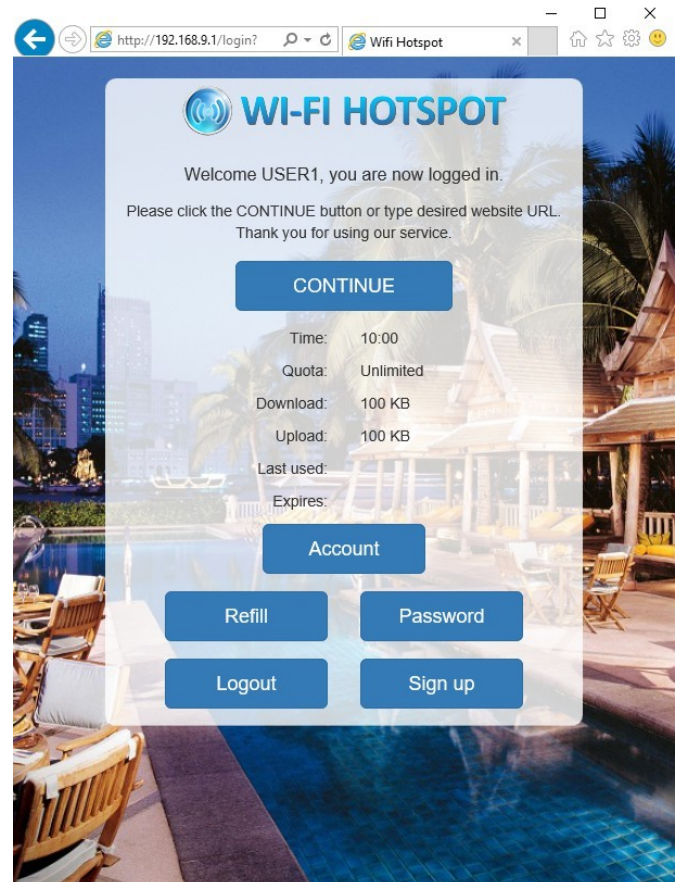 http://192.168.9.1/login?
Wifi Hotspot
WI-FI HOTSPOT
Welcome USER1, you are now logged in.
Please click the CONTINUE button or type desired website URL.
Thank you for using our service.
CONTINUE
Time: 10:00
Quota: Unlimited
Download: 100 KB
Upload: 100 KB
Last used:
Expires:
Account
Refill Password
Logout Sign up